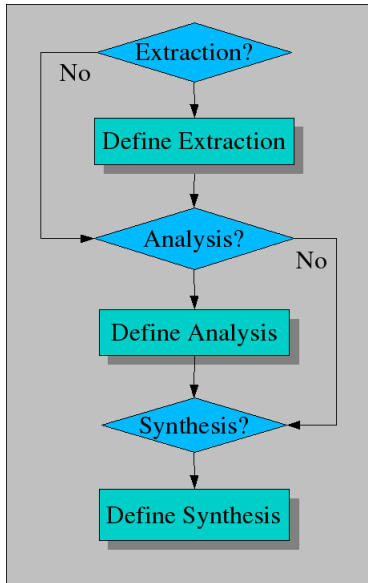 Extraction?
No
Define Extraction
Analysis?
No
Define Analysis
Synthesis?
Define Synthesis